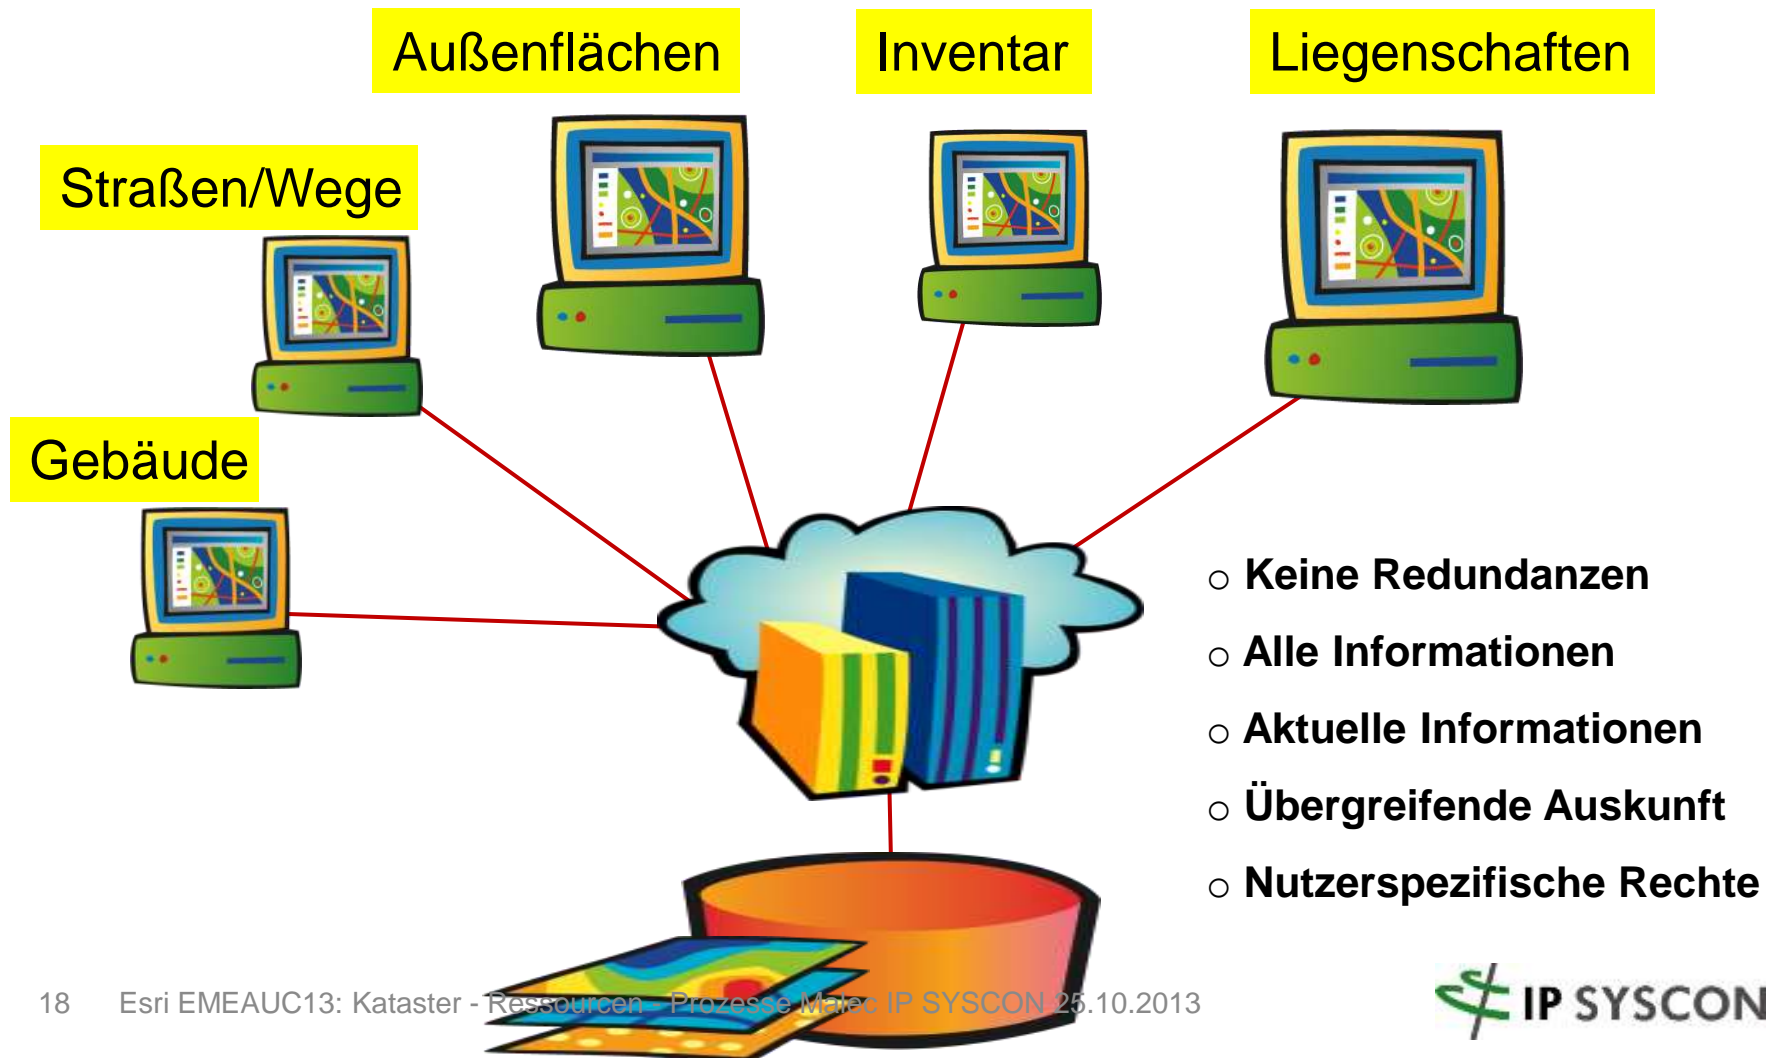 Außenflächen
Inventar
Liegenschaften
Straßen/Wege
Gebäude
○ Keine Redundanzen
○ Alle Informationen
○ Aktuelle Informationen
○ Übergreifende Auskunft
○ Nutzerspezifische Rechte
18 Esri EMEAUC13: Kataster - Ressourcen - Prozesse Malec IP SYSCON 25.10.2013
IP SYSCON